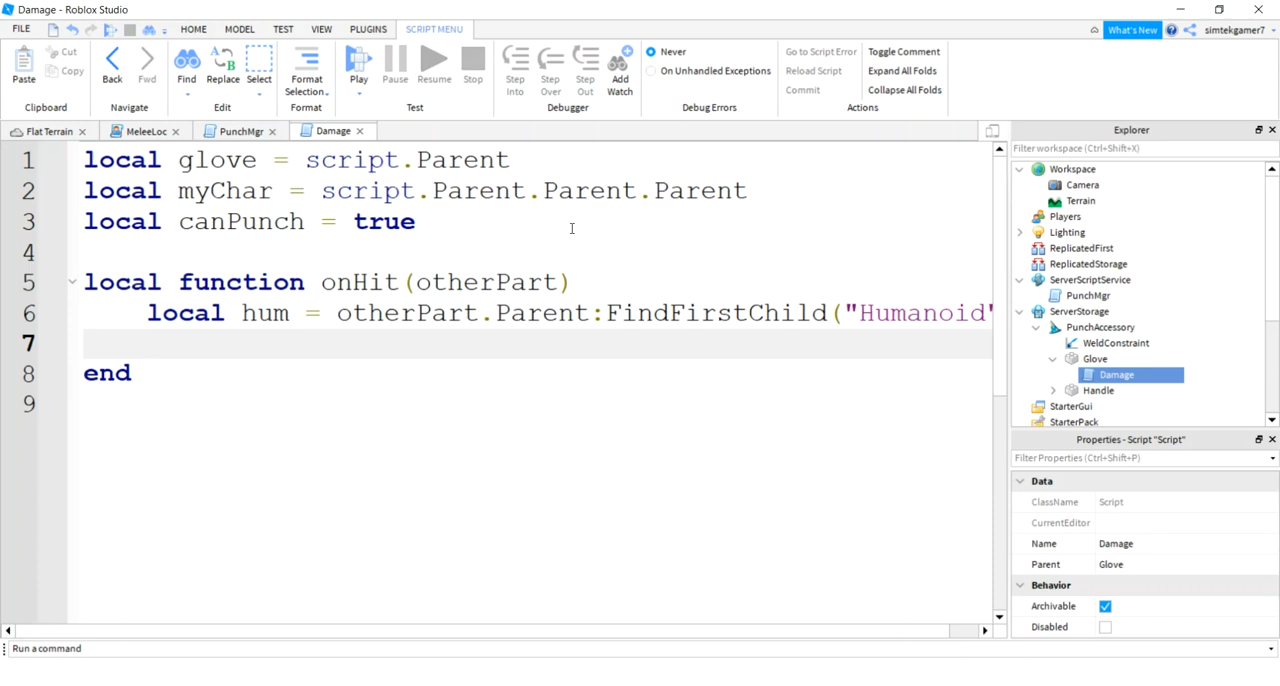 Damage - Roblox Studio
FILE HOME MODEL TEST VIEW PLUGINS SCRIPT MENU What's New simtekgamer7
Paste Cut Copy Back Fwd Find Replace Select Format Selection Play Pause Resume Stop Step Into Step Over Step Out Add Watch Never On Unhandled Exceptions Go to Script Error Reload Script Commit Toggle Comment Expand All Folds Collapse All Folds
Clipboard Navigate Edit Format Test Debugger Debug Errors Actions
Flat Terrain MeleeLoc PunchMgr Damage
1 local glove = script.Parent
2 local myChar = script.Parent.Parent.Parent
3 local canPunch = true
4
5 local function onHit(otherPart)
6 local hum = otherPart.Parent:FindFirstChild("Humanoid"
7
8 end
9
Explorer
Filter workspace (Ctrl+Shift+X)
Workspace
Camera
Terrain
Players
Lighting
ReplicatedFirst
ReplicatedStorage
ServerScriptService
PunchMgr
ServerStorage
PunchAccessory
WeldConstraint
Glove
Damage
Handle
StarterGui
StarterPack
Properties - Script "Script"
Filter Properties (Ctrl+Shift+P)
Data
ClassName Script
CurrentEditor
Name Damage
Parent Glove
Behavior
Archivable
Disabled
Run a command